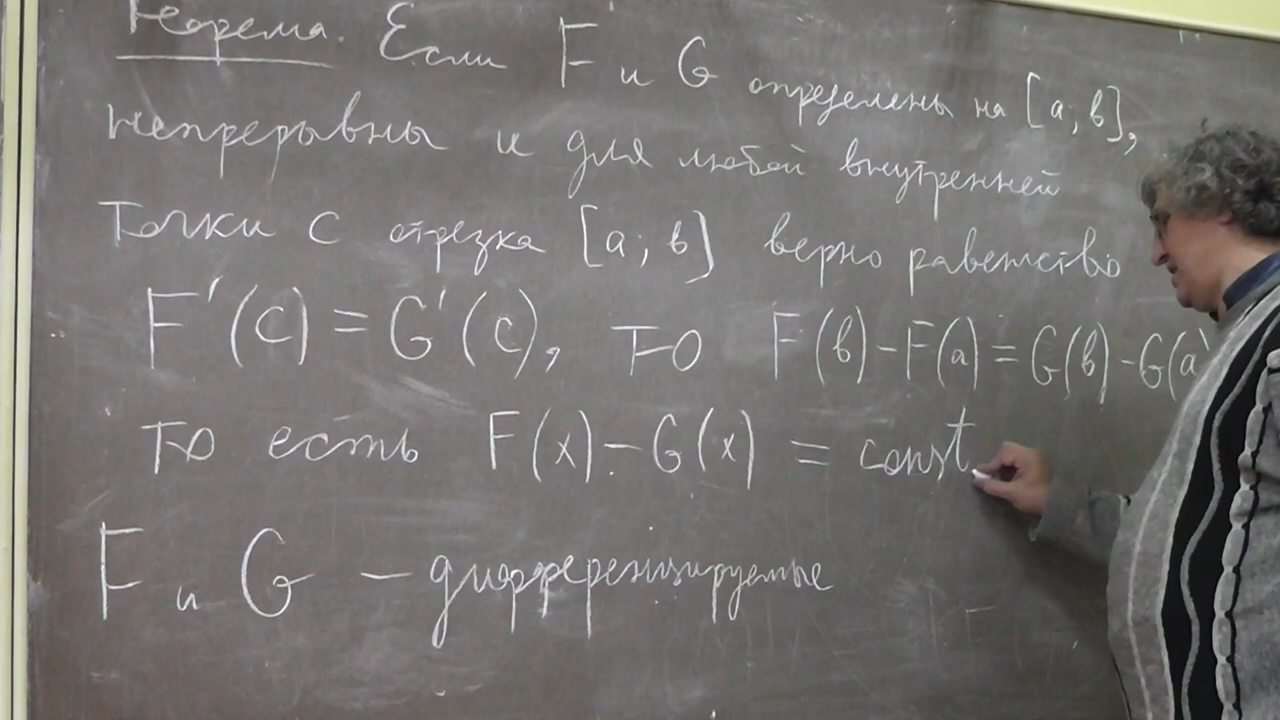 Теорема. Если F и G определены на [a; в],
непрерывны и для любой внутренней
точки c отрезка [a; в] верно равенство
F'(c) = G'(c), то F(в) - F(a) = G(в) - G(a)
то есть F(x) - G(x) = const
F и G — дифференцируемые